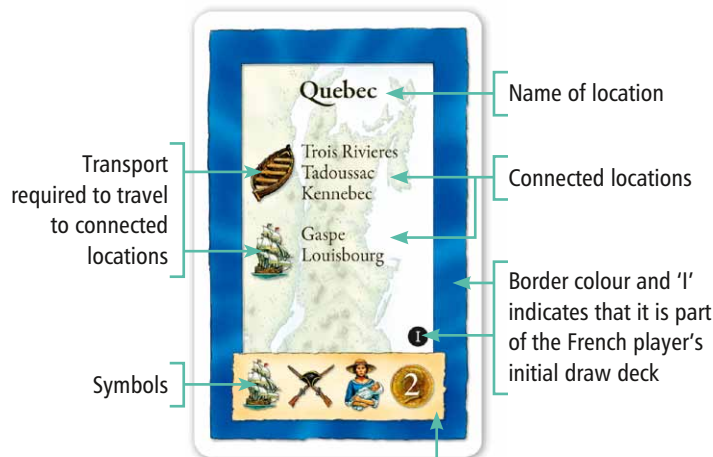 Quebec
Name of location
Transport
required to travel
to connected
locations
Trois Rivieres
Tadoussac
Kennebec
Connected locations
Gaspe
Louisbourg
Border colour and ‘I’
indicates that it is part
of the French player’s
initial draw deck
I
Symbols
2